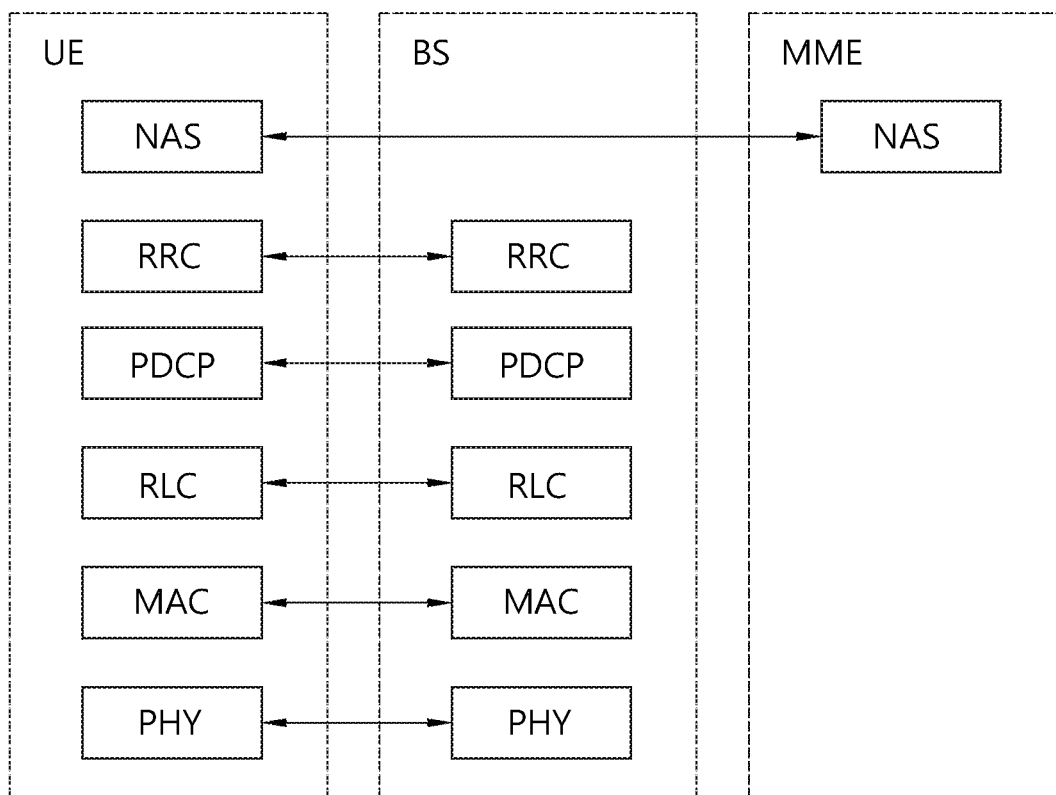 UE BS MME
NAS NAS
RRC RRC
PDCP PDCP
RLC RLC
MAC MAC
PHY PHY